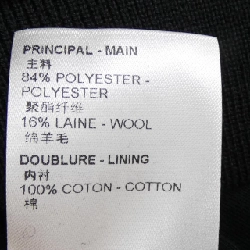 PRINCIPAL - MAIN
主料
84% POLYESTER -
POLYESTER
聚酯纤维
16% LAINE - WOOL
绵羊毛
DOUBLURE - LINING
内衬
100% COTON - COTTON
棉